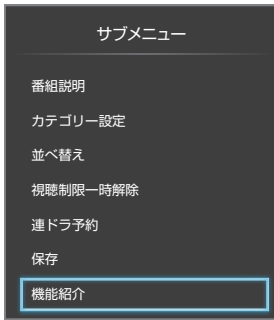 サブメニュー
番組説明
カテゴリー設定
並べ替え
視聴制限一時解除
連ドラ予約
保存
機能紹介